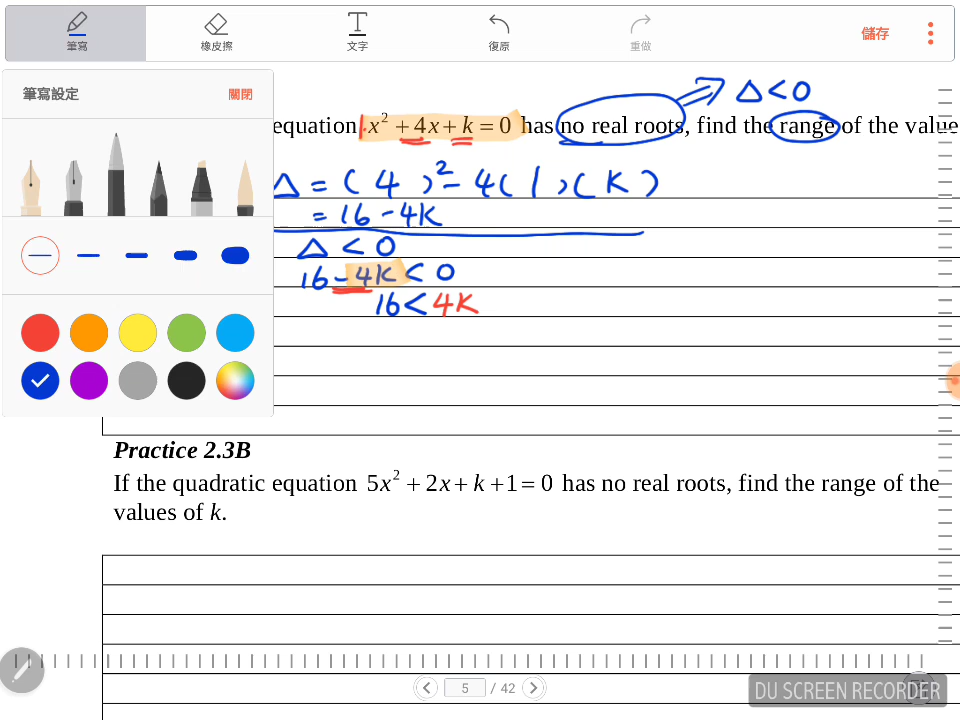 筆寫 橡皮擦 文字 復原 重做 儲存
筆寫設定 關閉
Δ<0
equation 1x² + 4x + k = 0 has no real roots, find the range of the value
Δ = (4)² - 4(1)(K)
= 16 - 4K
Δ < 0
16 - 4K < 0
16 < 4K
Practice 2.3B
If the quadratic equation 5x² + 2x + k + 1 = 0 has no real roots, find the range of the
values of k.
5 / 42
DU SCREEN RECORDER